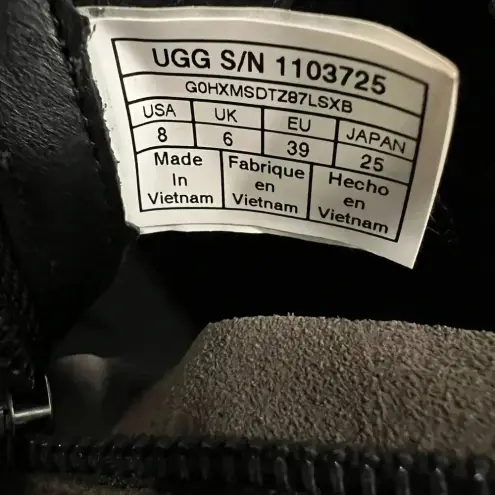 UGG S/N 1103725
G0HXMSDTZ87LSXB
USA UK EU JAPAN
8 6 39 25
Made Fabrique Hecho
In en en
Vietnam Vietnam Vietnam